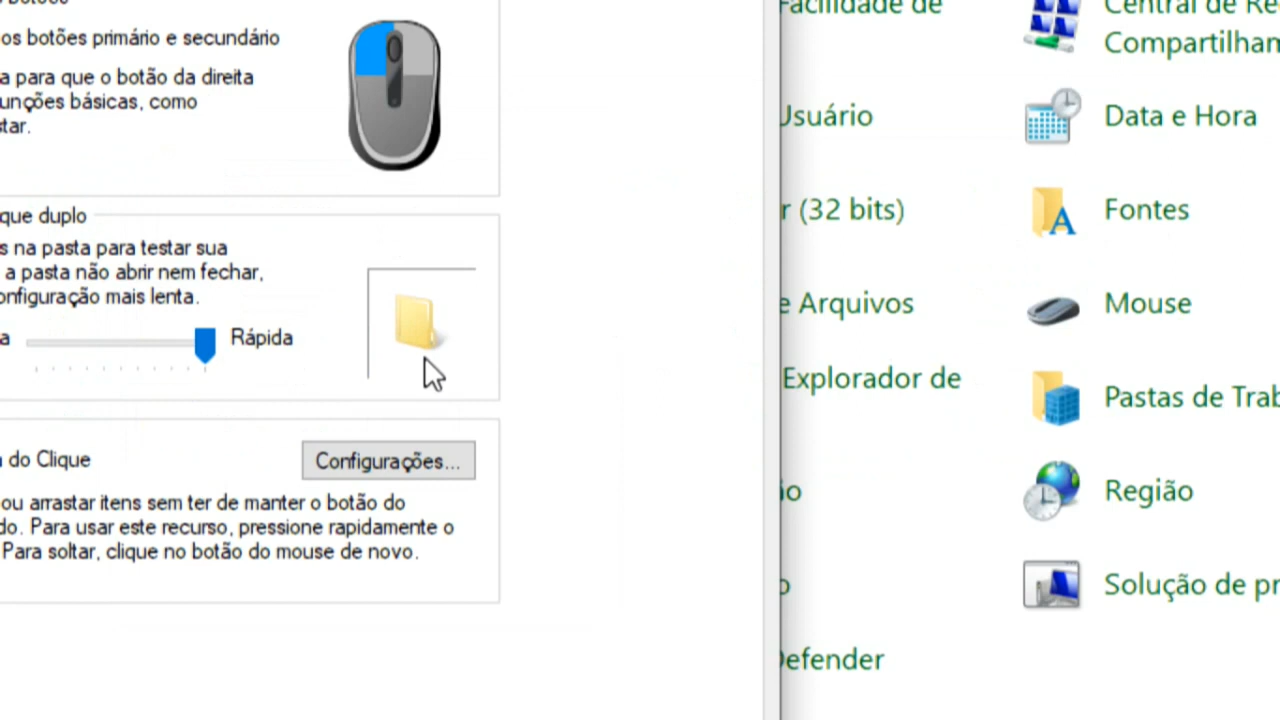 os botões primário e secundário
a para que o botão da direita
unções básicas, como
star.
que duplo
s na pasta para testar sua
a pasta não abrir nem fechar,
onfiguração mais lenta.
a
Rápida
do Clique
Configurações...
ou arrastar itens sem ter de manter o botão do
do. Para usar este recurso, pressione rapidamente o
Para soltar, clique no botão do mouse de novo.
Facilidade de
Usuário
r (32 bits)
e Arquivos
Explorador de
ão
o
Defender
Central de Re
Compartilham
Data e Hora
Fontes
Mouse
Pastas de Trab
Região
Solução de pr